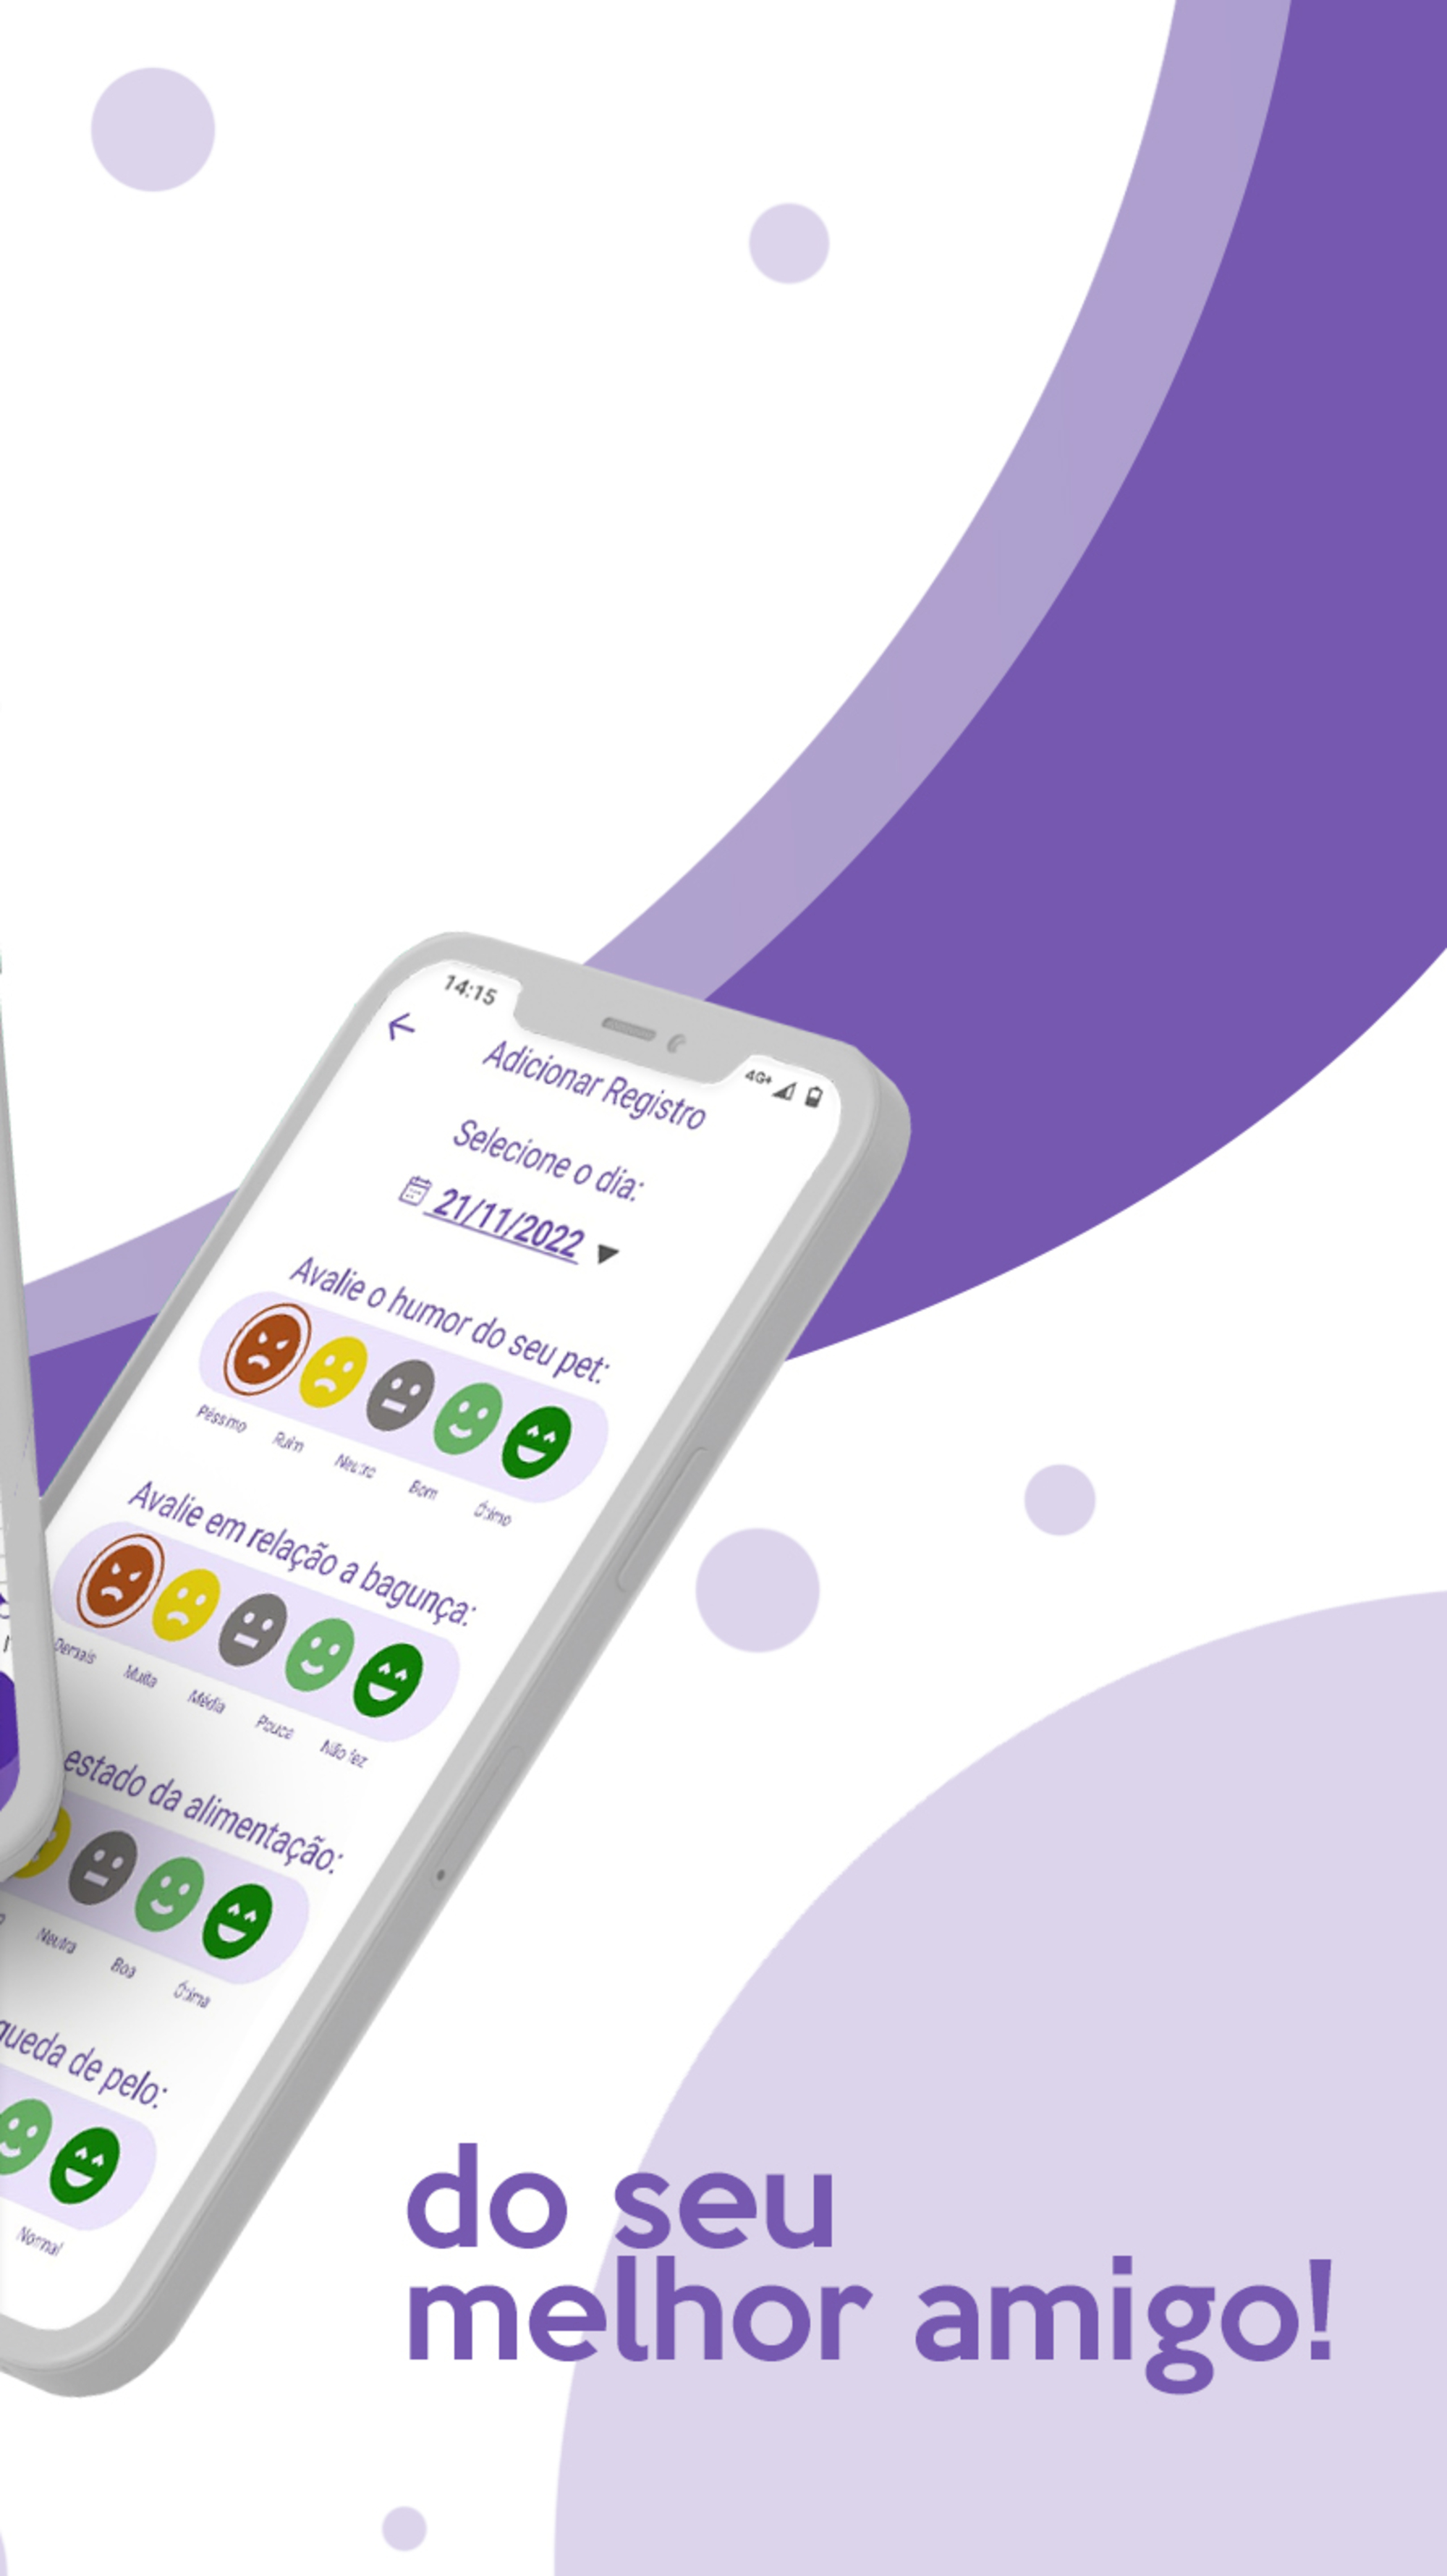 14:15
4G+
Adicionar Registro
Selecione o dia:
21/11/2022
Avalie o humor do seu pet:
Péssimo Ruim Neutro Bom Ótimo
Avalie em relação a bagunça:
Demais Muita Média Pouca Não fez
estado da alimentação:
Neutra Boa Ótima
queda de pelo:
Normal
do seu
melhor amigo!